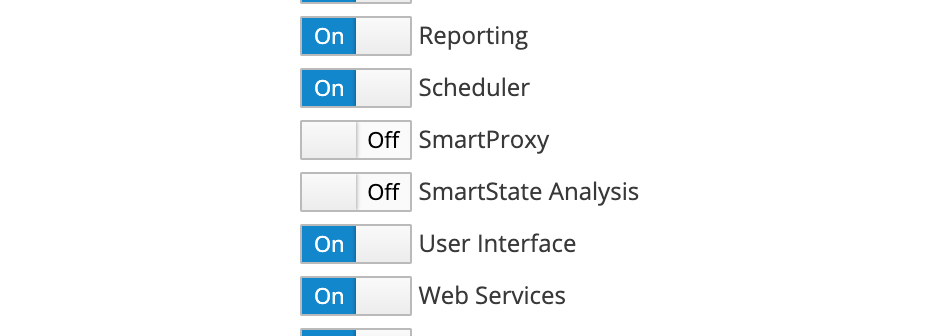 On Reporting
On Scheduler
Off SmartProxy
Off SmartState Analysis
On User Interface
On Web Services